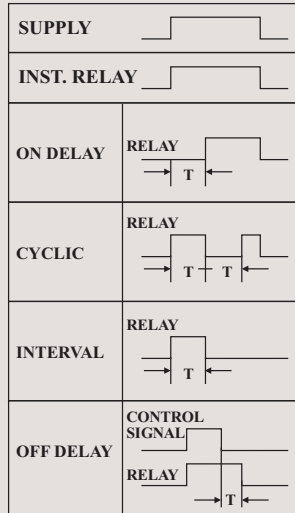 SUPPLY
INST. RELAY
ON DELAY
RELAY
T
CYCLIC
RELAY
T
T
INTERVAL
RELAY
T
OFF DELAY
CONTROL
SIGNAL
RELAY
T